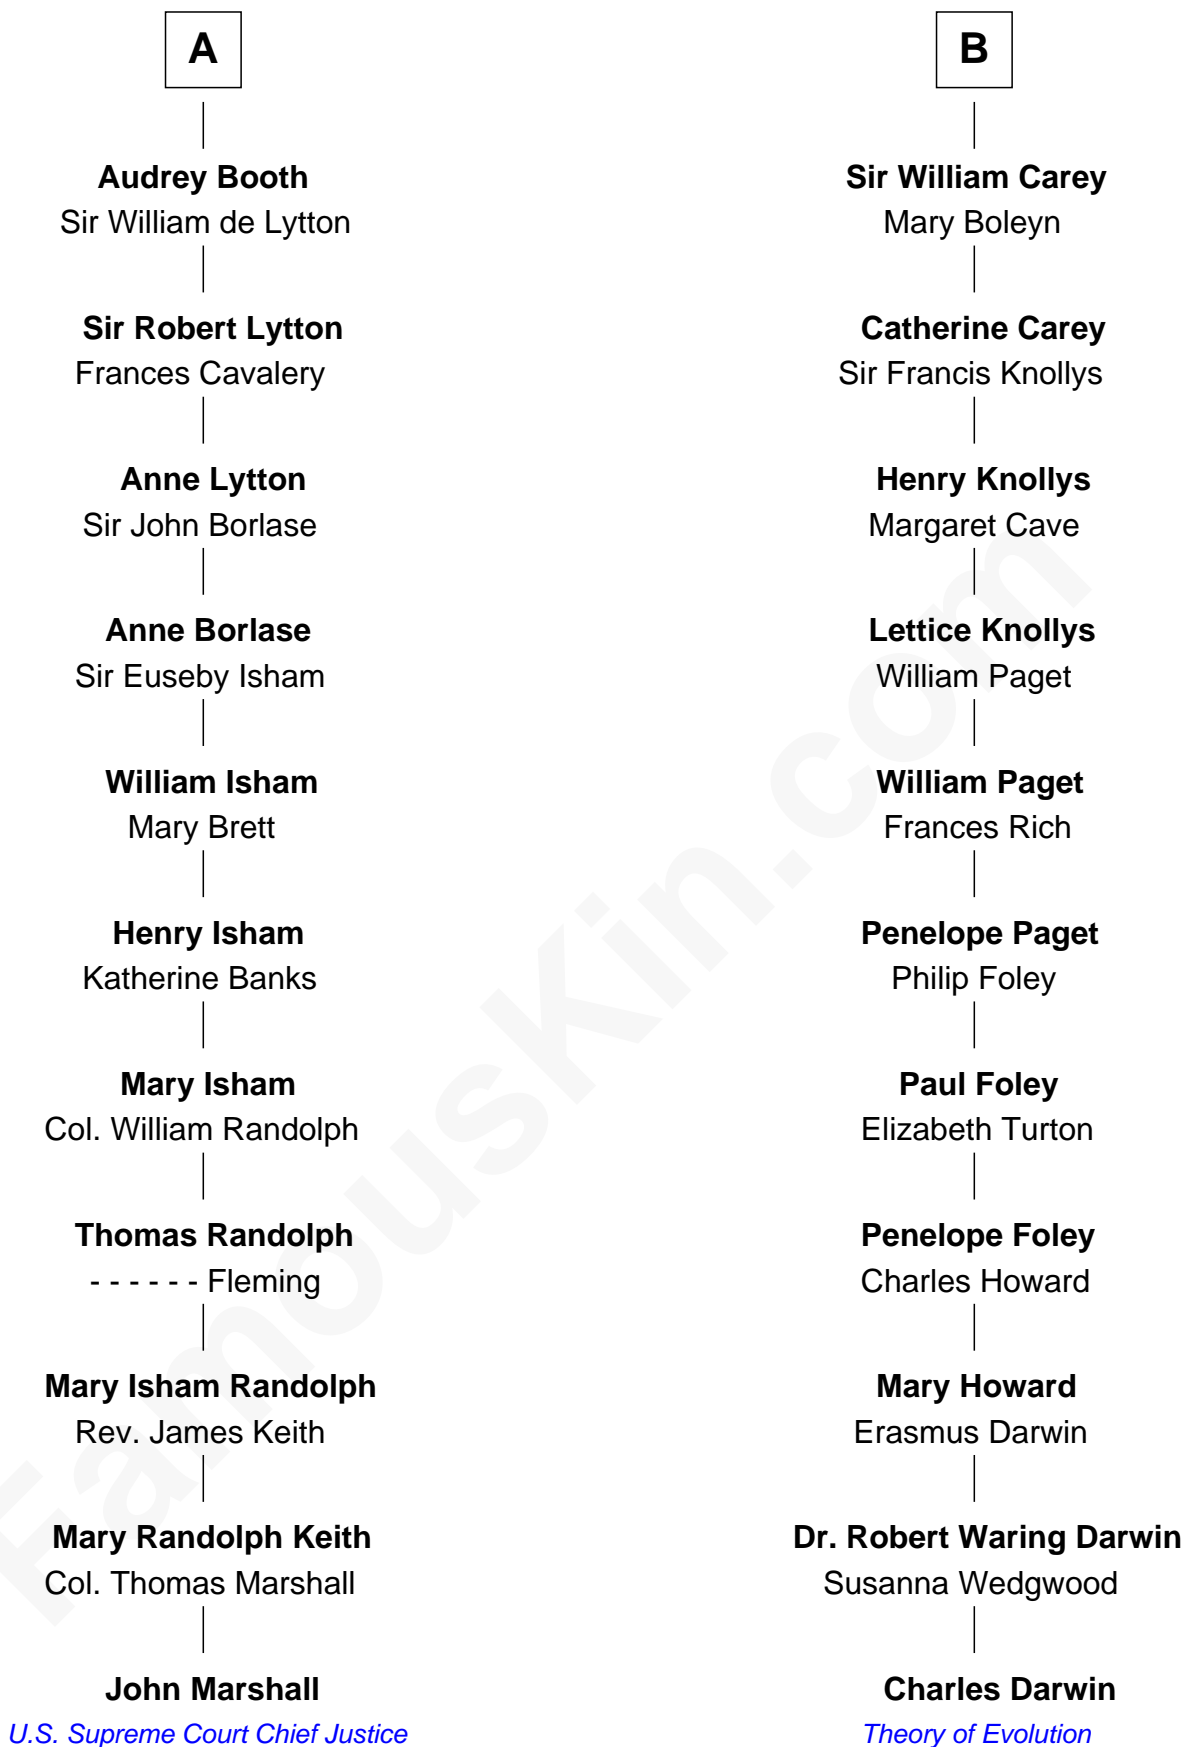 A
Audrey Booth
Sir William de Lytton
Sir Robert Lytton
Frances Cavalery
Anne Lytton
Sir John Borlase
Anne Borlase
Sir Euseby Isham
William Isham
Mary Brett
Henry Isham
Katherine Banks
Mary Isham
Col. William Randolph
Thomas Randolph
- - - - - - Fleming
Mary Isham Randolph
Rev. James Keith
Mary Randolph Keith
Col. Thomas Marshall
John Marshall
U.S. Supreme Court Chief Justice
B
Sir William Carey
Mary Boleyn
Catherine Carey
Sir Francis Knollys
Henry Knollys
Margaret Cave
Lettice Knollys
William Paget
William Paget
Frances Rich
Penelope Paget
Philip Foley
Paul Foley
Elizabeth Turton
Penelope Foley
Charles Howard
Mary Howard
Erasmus Darwin
Dr. Robert Waring Darwin
Susanna Wedgwood
Charles Darwin
Theory of Evolution
FamousKin.com